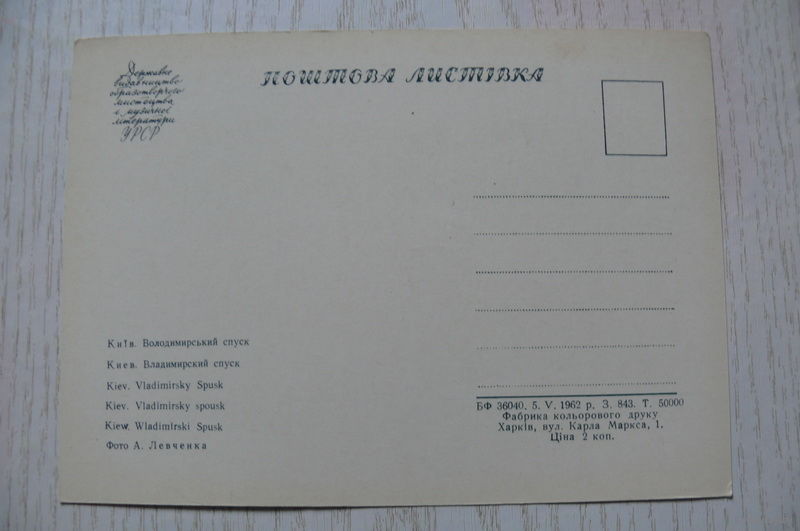 Державне
видавництво
образотворчого
мистецтва
і музичної
літератури
УРСР
ПОШТОВА ЛИСТІВКА
Київ. Володимирський спуск
Киев. Владимирский спуск
Kiev. Vladimirsky Spusk
Kiev. Vladimirsky spousk
Kiew. Wladimirski Spusk
Фото А. Левченка
БФ 36040. 5. V. 1962 р. З. 843. Т. 50000
Фабрика кольорового друку
Харків, вул. Карла Маркса, 1.
Ціна 2 коп.